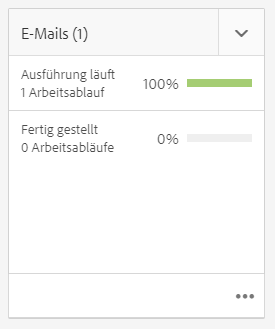 E-Mails (1)
Ausführung läuft
1 Arbeitsablauf
100%
Fertig gestellt
0 Arbeitsabläufe
0%